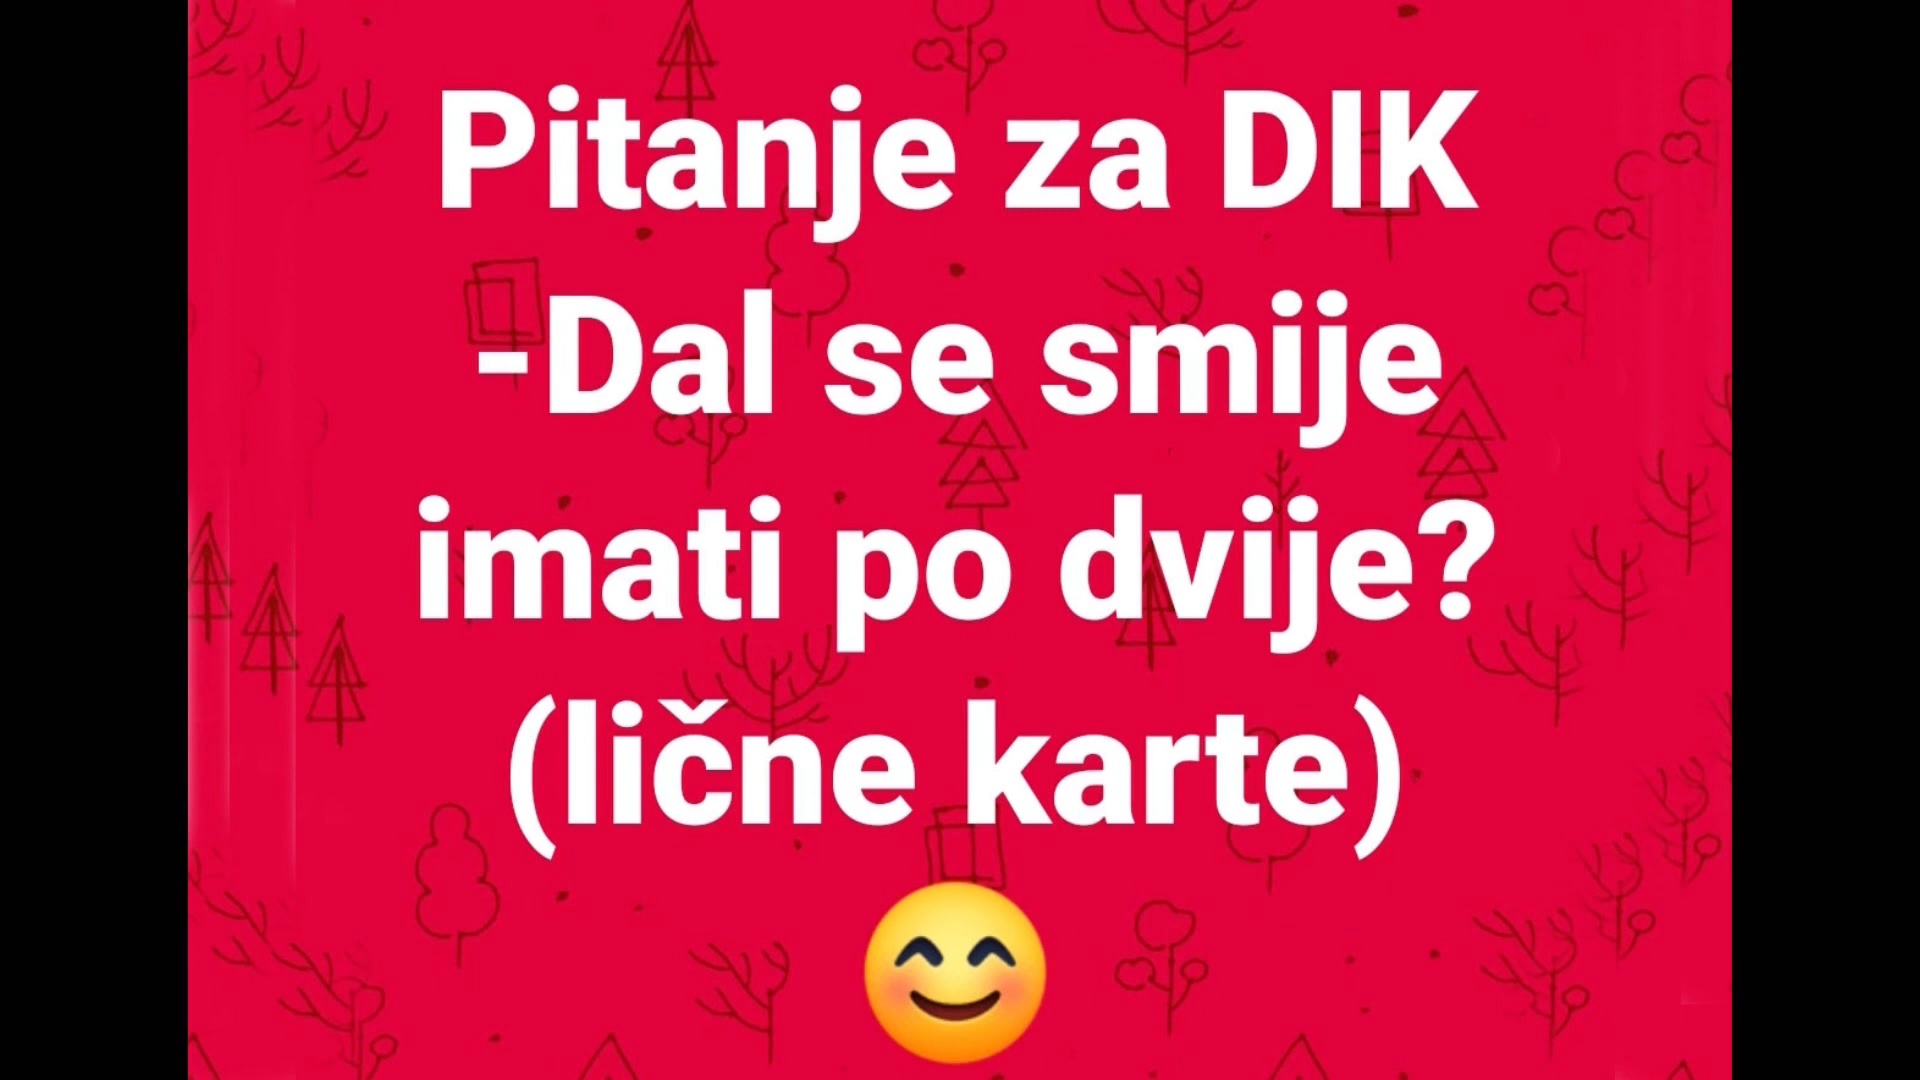 Pitanje za DIK
-Dal se smije
imati po dvije?
(lične karte)